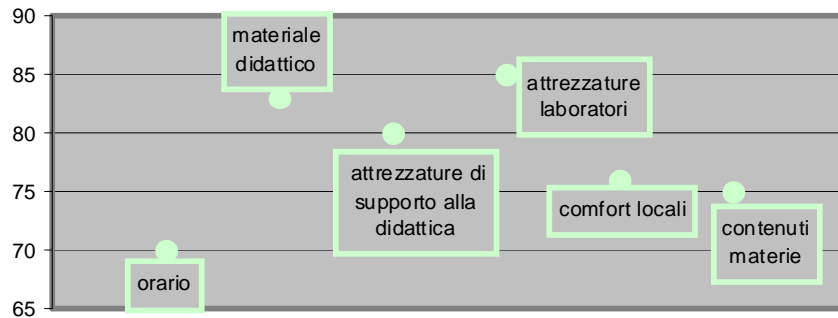 90
85
80
75
70
65
materiale
didattico
attrezzature
laboratori
attrezzature di
supporto alla
didattica
comfort locali
contenuti
materie
orario